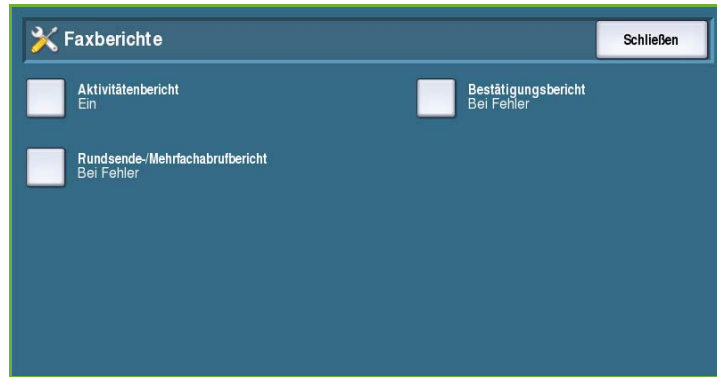 Faxberichte
Schließen
Aktivitätenbericht
Ein
Bestätigungsbericht
Bei Fehler
Rundsende-/Mehrfachabrufbericht
Bei Fehler